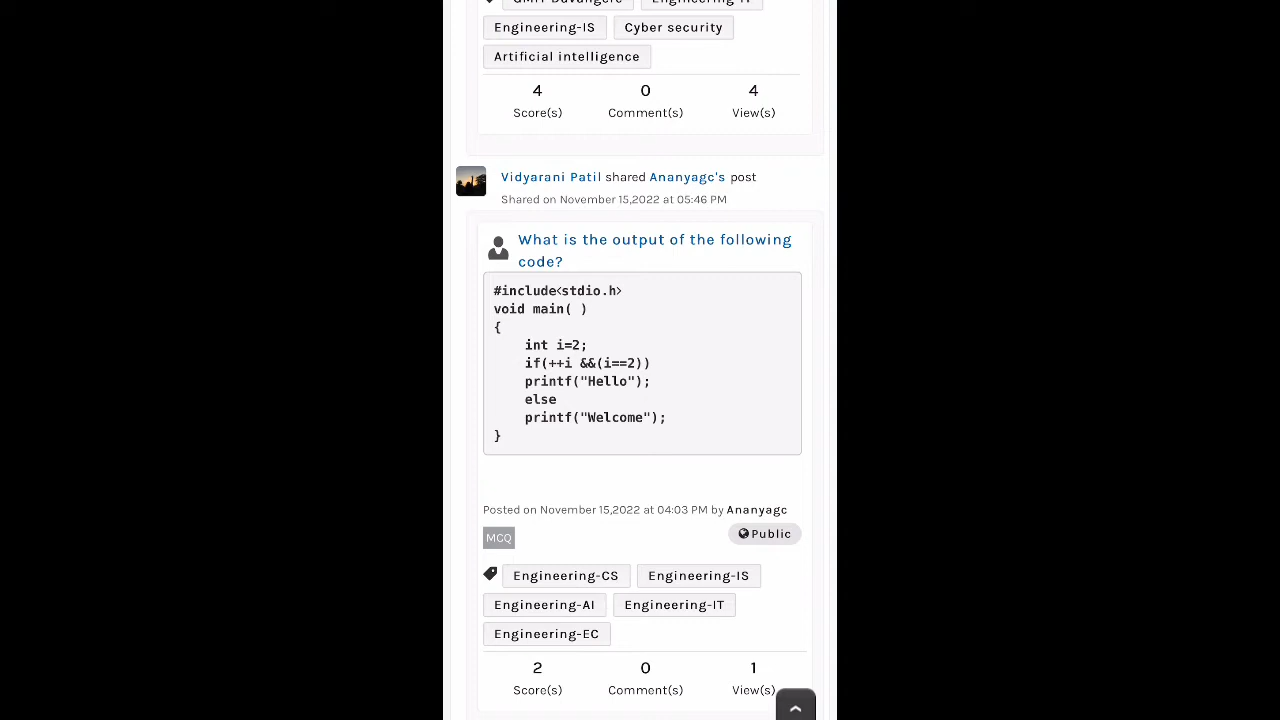 GMIT Davangere Engineering-IT
Engineering-IS Cyber security
Artificial intelligence
4 0 4
Score(s) Comment(s) View(s)
Vidyarani Patil shared Ananyagc's post
Shared on November 15,2022 at 05:46 PM
What is the output of the following
code?
#include<stdio.h>
void main( )
{
int i=2;
if(++i &&(i==2))
printf("Hello");
else
printf("Welcome");
}
Posted on November 15,2022 at 04:03 PM by Ananyagc
MCQ Public
Engineering-CS Engineering-IS
Engineering-AI Engineering-IT
Engineering-EC
2 0 1
Score(s) Comment(s) View(s)